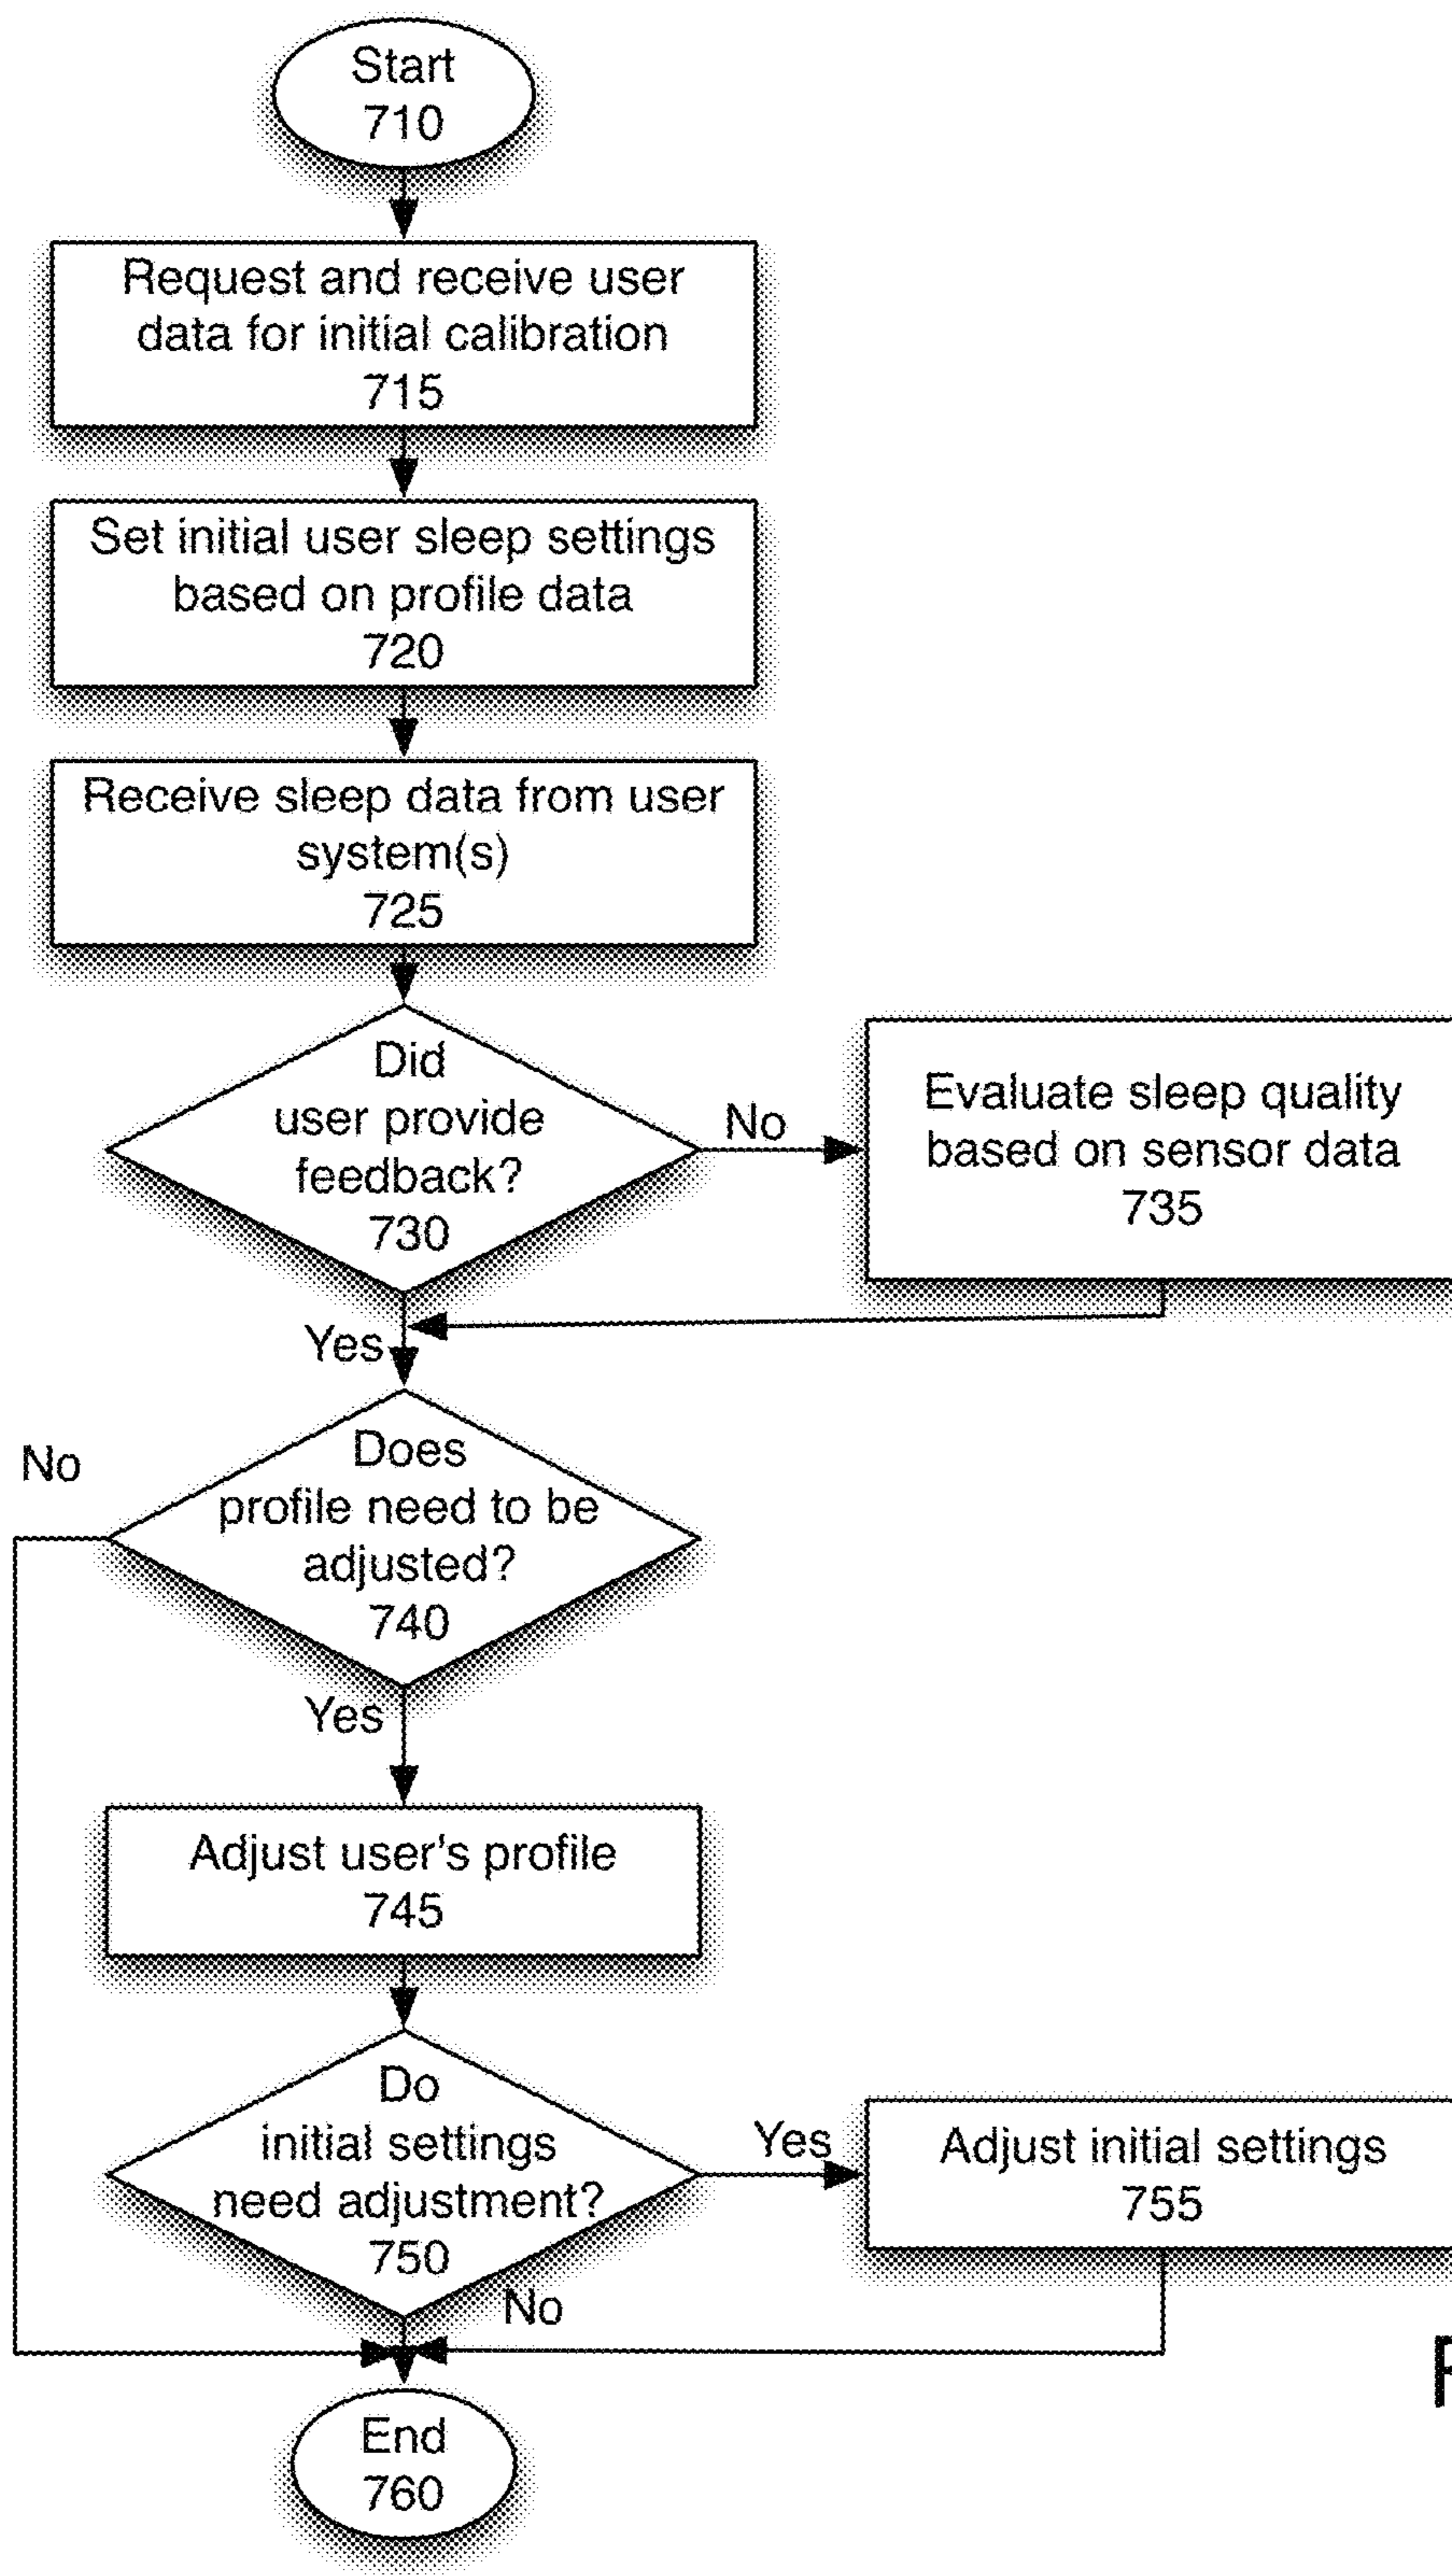 Start
710
Request and receive user
data for initial calibration
715
Set initial user sleep settings
based on profile data
720
Receive sleep data from user
system(s)
725
Did
user provide
feedback?
730
No
Evaluate sleep quality
based on sensor data
735
Yes
Does
profile need to be
adjusted?
740
No
Yes
Adjust user's profile
745
Do
initial settings
need adjustment?
750
Yes
Adjust initial settings
755
No
End
760